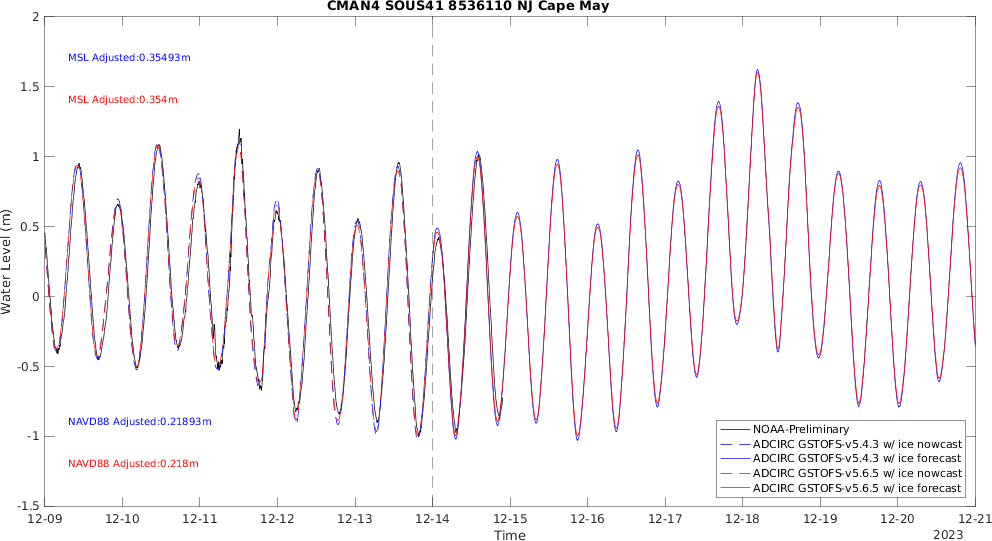 CMAN4 SOUS41 8536110 NJ Cape May
2
1.5
1
0.5
0
-0.5
-1
-1.5
Water Level (m)
MSL Adjusted:0.35493m
MSL Adjusted:0.354m
NAVD88 Adjusted:0.21893m
NAVD88 Adjusted:0.218m
NOAA-Preliminary
ADCIRC GSTOFS-v5.4.3 w/ ice nowcast
ADCIRC GSTOFS-v5.4.3 w/ ice forecast
ADCIRC GSTOFS-v5.6.5 w/ ice nowcast
ADCIRC GSTOFS-v5.6.5 w/ ice forecast
12-09 12-10 12-11 12-12 12-13 12-14 12-15 12-16 12-17 12-18 12-19 12-20 12-21
Time
2023